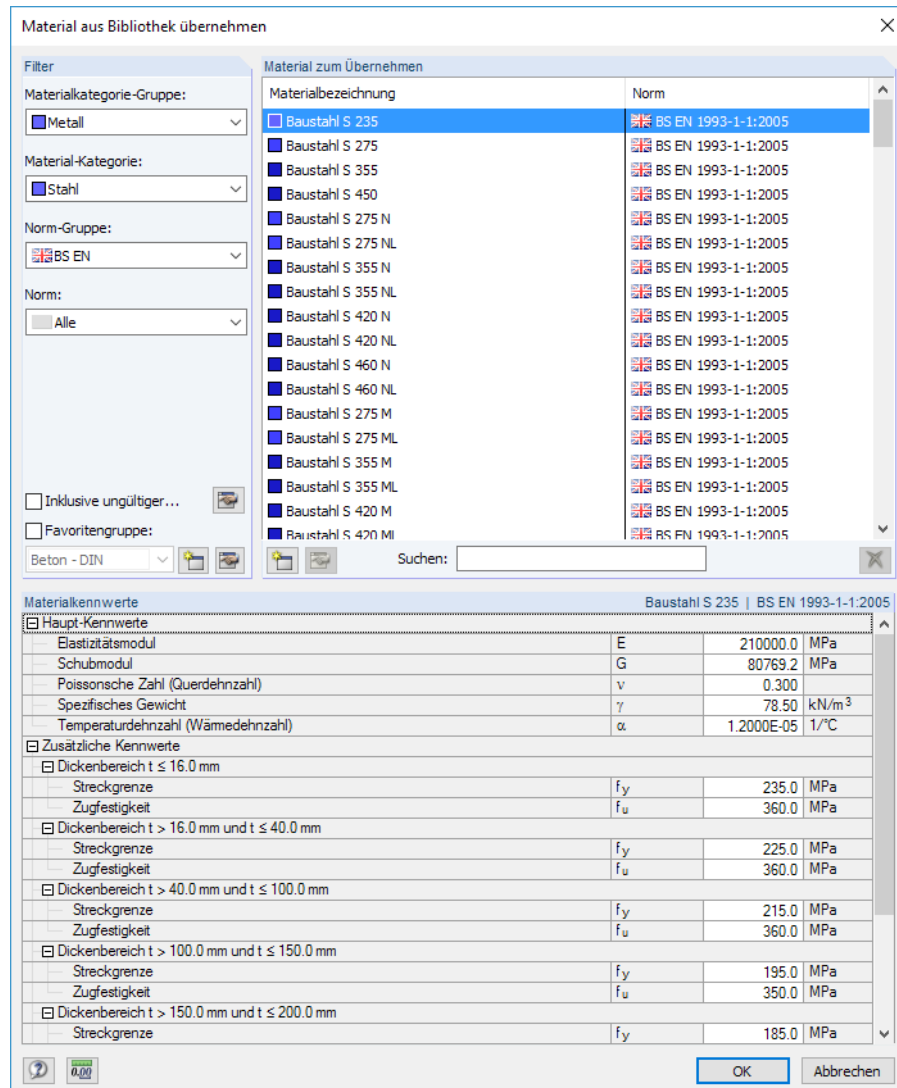 Material aus Bibliothek übernehmen
Filter
Materialkategorie-Gruppe:
Metall
Material-Kategorie:
Stahl
Norm-Gruppe:
BS EN
Norm:
Alle
Inklusive ungültiger...
Favoritengruppe:
Beton - DIN
Material zum Übernehmen
Materialbezeichnung Norm
Baustahl S 235 BS EN 1993-1-1:2005
Baustahl S 275 BS EN 1993-1-1:2005
Baustahl S 355 BS EN 1993-1-1:2005
Baustahl S 450 BS EN 1993-1-1:2005
Baustahl S 275 N BS EN 1993-1-1:2005
Baustahl S 275 NL BS EN 1993-1-1:2005
Baustahl S 355 N BS EN 1993-1-1:2005
Baustahl S 355 NL BS EN 1993-1-1:2005
Baustahl S 420 N BS EN 1993-1-1:2005
Baustahl S 420 NL BS EN 1993-1-1:2005
Baustahl S 460 N BS EN 1993-1-1:2005
Baustahl S 460 NL BS EN 1993-1-1:2005
Baustahl S 275 M BS EN 1993-1-1:2005
Baustahl S 275 ML BS EN 1993-1-1:2005
Baustahl S 355 M BS EN 1993-1-1:2005
Baustahl S 355 ML BS EN 1993-1-1:2005
Baustahl S 420 M BS EN 1993-1-1:2005
Baustahl S 420 ML BS EN 1993-1-1:2005
Suchen:
Materialkennwerte Baustahl S 235 | BS EN 1993-1-1:2005
Haupt-Kennwerte
Elastizitätsmodul E 210000.0 MPa
Schubmodul G 80769.2 MPa
Poissonsche Zahl (Querdehnzahl) ν 0.300
Spezifisches Gewicht γ 78.50 kN/m³
Temperaturdehnzahl (Wärmedehnzahl) α 1.2000E-05 1/°C
Zusätzliche Kennwerte
Dickenbereich t ≤ 16.0 mm
Streckgrenze fy 235.0 MPa
Zugfestigkeit fu 360.0 MPa
Dickenbereich t > 16.0 mm und t ≤ 40.0 mm
Streckgrenze fy 225.0 MPa
Zugfestigkeit fu 360.0 MPa
Dickenbereich t > 40.0 mm und t ≤ 100.0 mm
Streckgrenze fy 215.0 MPa
Zugfestigkeit fu 360.0 MPa
Dickenbereich t > 100.0 mm und t ≤ 150.0 mm
Streckgrenze fy 195.0 MPa
Zugfestigkeit fu 350.0 MPa
Dickenbereich t > 150.0 mm und t ≤ 200.0 mm
Streckgrenze fy 185.0 MPa
0.00
OK Abbrechen